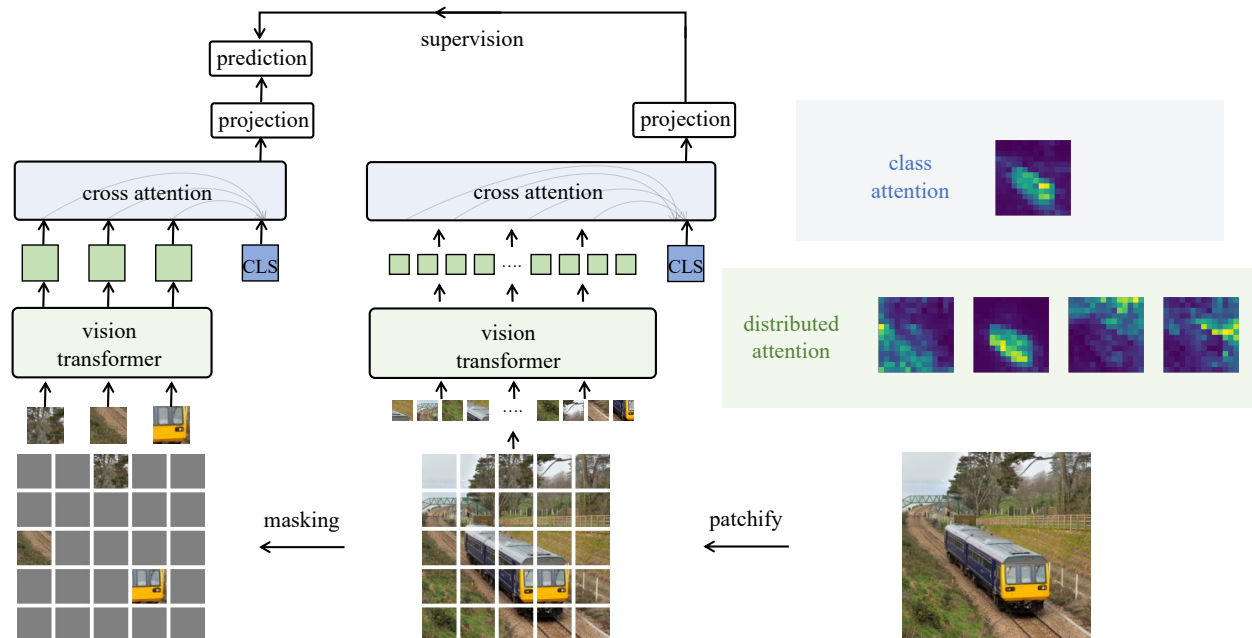 supervision
prediction
projection
projection
cross attention
cross attention
class
attention
CLS
....
CLS
vision
transformer
vision
transformer
distributed
attention
....
masking
patchify